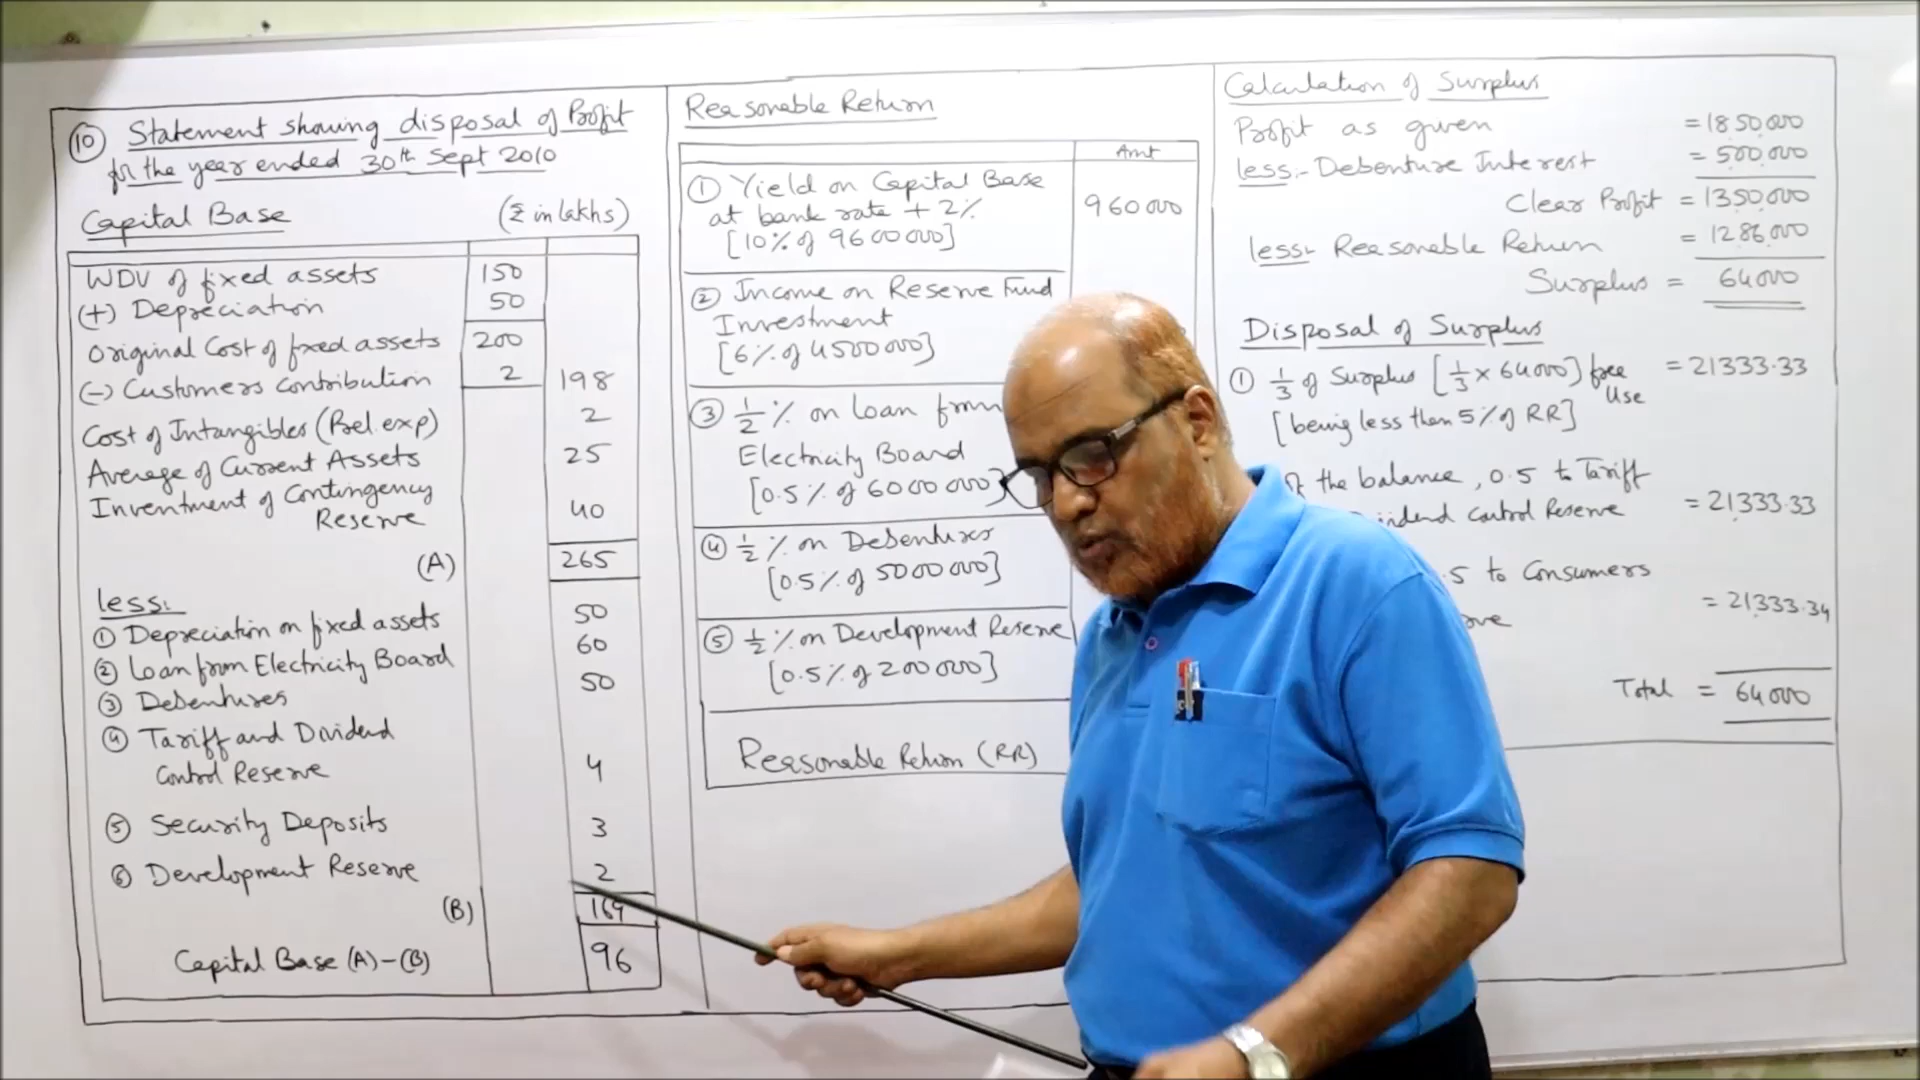 ⑩ Statement showing disposal of Profit
for the year ended 30th Sept 2010
Capital Base (₹ in lakhs)
WDV of fixed assets 150
(+) Depreciation 50
Original Cost of fixed assets 200
(-) Customers contribution 2 198
Cost of Intangibles (Prel. exp) 2
Average of Current Assets 25
Investment of Contingency
Reserve 40
(A) 265
less:
① Depreciation on fixed assets 50
② Loan from Electricity Board 60
③ Debentures 50
④ Tariff and Dividend
Control Reserve 4
⑤ Security Deposits 3
⑥ Development Reserve 2
(B) 169
Capital Base (A) - (B) 96
Reasonable Return
Amt
① Yield on Capital Base
at bank rate + 2%
[10% of 9600000] 960000
② Income on Reserve Fund
Investment
[6% of 4500000]
③ ½ % on Loan from
Electricity Board
[0.5% of 6000000]
④ ½ % on Debentures
[0.5% of 5000000]
⑤ ½ % on Development Reserve
[0.5% of 200000]
Reasonable Return (RR)
Calculation of Surplus
Profit as given = 1850000
less:- Debenture Interest = 500000
Clear Profit = 1350000
less:- Reasonable Return = 1286000
Surplus = 64000
Disposal of Surplus
① 1/3 of Surplus [1/3 x 64000] free = 21333.33
Use
[being less than 5% of RR]
the balance, 0.5 to Tariff
Control Reserve = 21333.33
.5 to Consumers
= 21333.34
Total = 64000